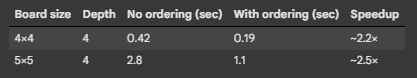 Board size Depth No ordering (sec) With ordering (sec) Speedup
4×4 4 0.42 0.19 ~2.2×
5×5 4 2.8 1.1 ~2.5×